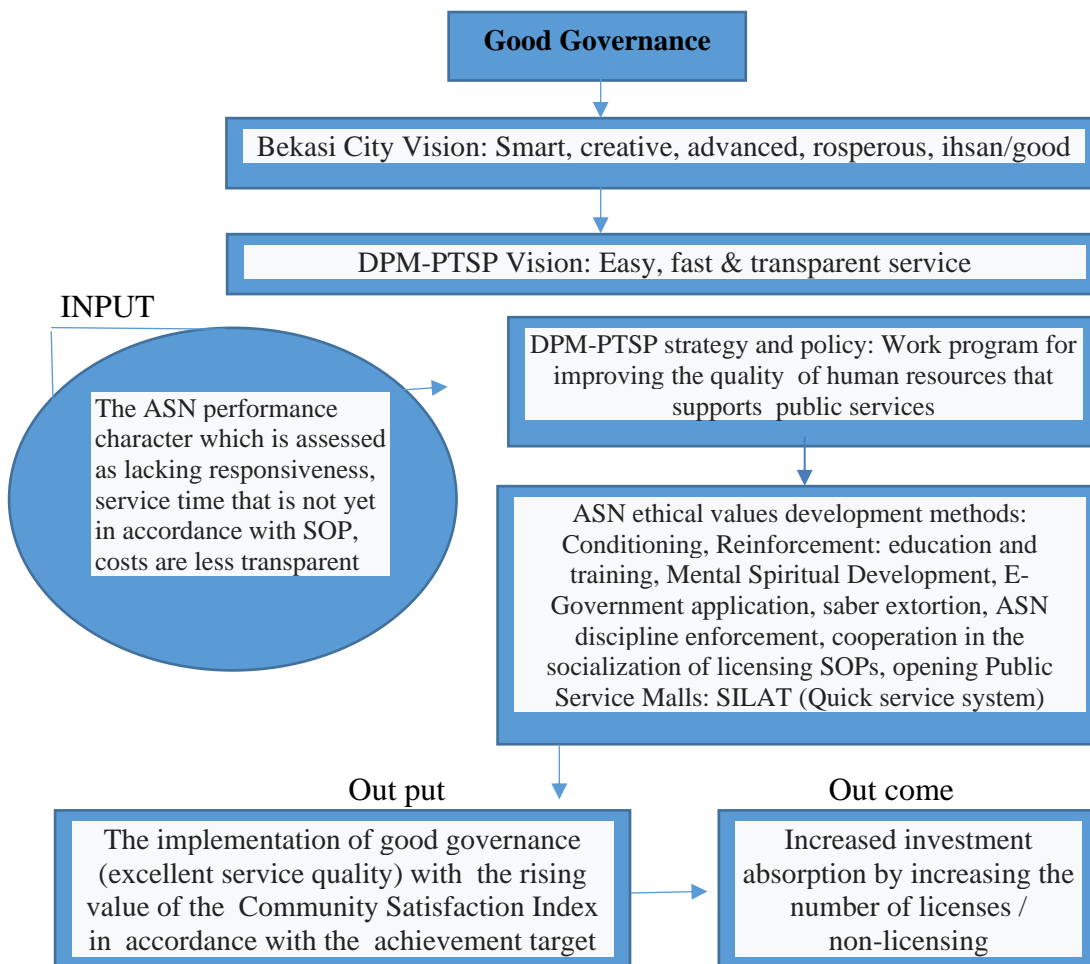 Good Governance
Bekasi City Vision: Smart, creative, advanced, rosperous, ihsan/good
DPM-PTSP Vision: Easy, fast & transparent service
INPUT
The ASN performance
character which is assessed
as lacking responsiveness,
service time that is not yet
in accordance with SOP,
costs are less transparent
DPM-PTSP strategy and policy: Work program for
improving the quality of human resources that
supports public services
ASN ethical values development methods:
Conditioning, Reinforcement: education and
training, Mental Spiritual Development, E-
Government application, saber extortion, ASN
discipline enforcement, cooperation in the
socialization of licensing SOPs, opening Public
Service Malls: SILAT (Quick service system)
Out put
The implementation of good governance
(excellent service quality) with the rising
value of the Community Satisfaction Index
in accordance with the achievement target
Out come
Increased investment
absorption by increasing the
number of licenses /
non-licensing